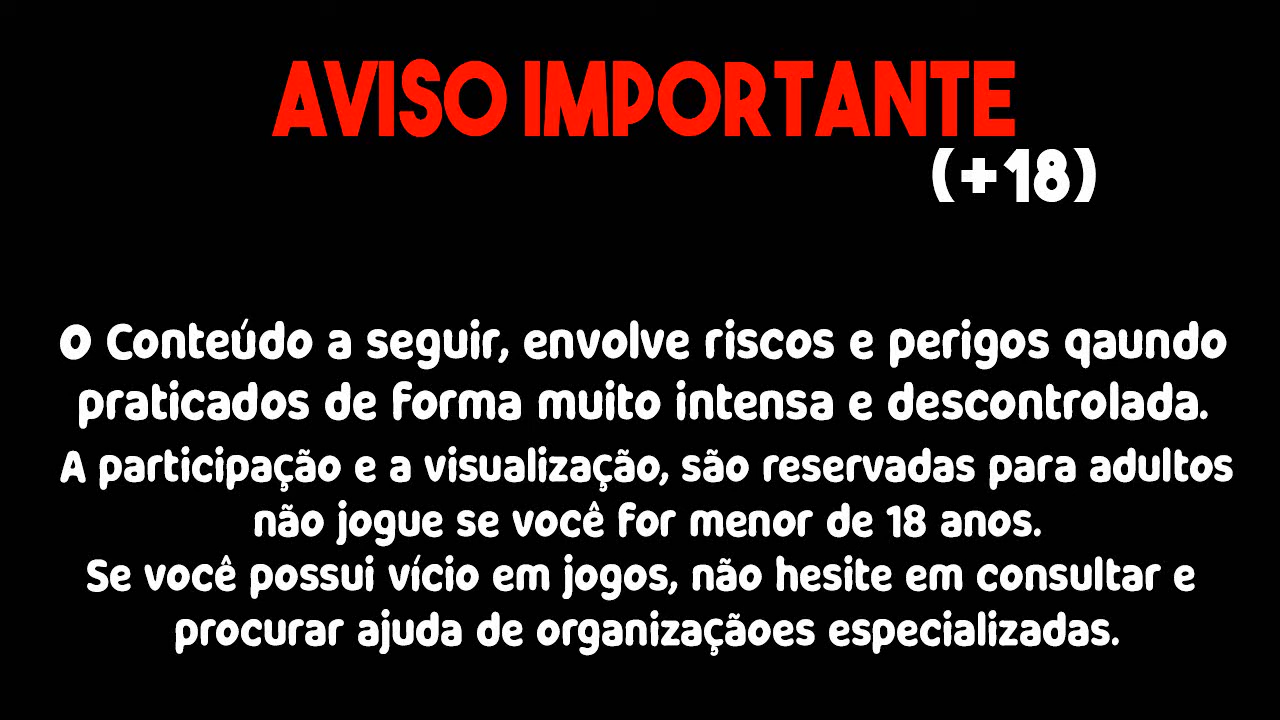 AVISO IMPORTANTE
(+18)
O Conteúdo a seguir, envolve riscos e perigos qaundo
praticados de forma muito intensa e descontrolada.
A participação e a visualização, são reservadas para adultos
não jogue se você for menor de 18 anos.
Se você possui vício em jogos, não hesite em consultar e
procurar ajuda de organizaçãoes especializadas.